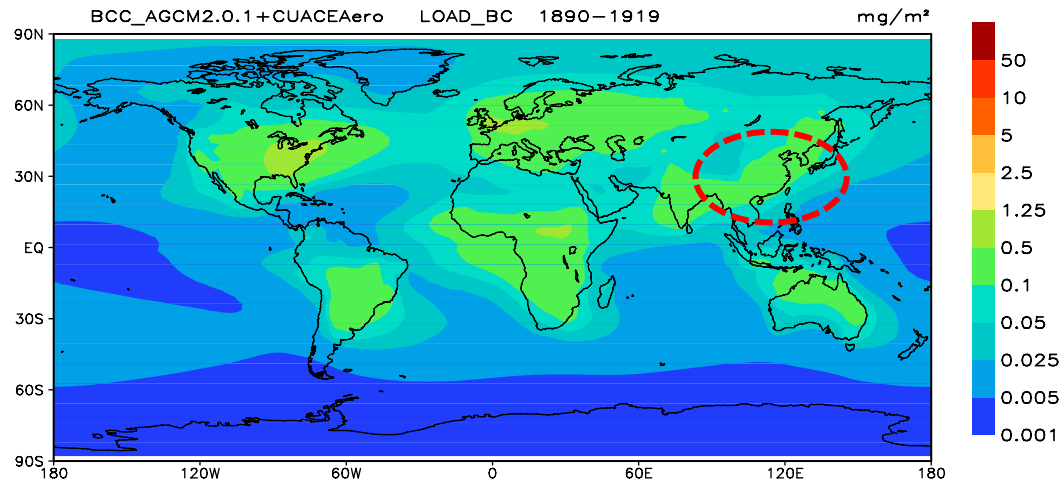 BCC_AGCM2.0.1+CUACEAero LOAD_BC 1890−1919 mg/m²
90N
60N
30N
EQ
30S
60S
90S
180 120W 60W 0 60E 120E 180
50
10
5
2.5
1.25
0.5
0.1
0.05
0.025
0.005
0.001